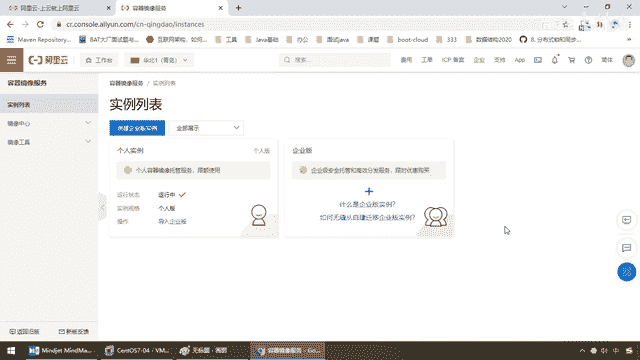 阿里云-上云就上阿里云
容器镜像服务
cr.console.aliyun.com/cn-qingdao/instances
Maven Repository:...
BAT大厂面试题与...
互联网架构、如何...
工具
Java基础
办公
面试java
课程
boot-cloud
333
数据结构2020
8. 分布式锁和同步...
阿里云
工作台
华北1（青岛）
搜索...
费用
工单
ICP 备案
企业
支持
App
简体
容器镜像服务
实例列表
镜像中心
镜像工具
容器镜像服务 / 实例列表
实例列表
创建企业版实例
全部展示
个人实例
个人版
个人容器镜像托管服务，限额使用
运行状态
运行中
实例规格
个人版
操作
导入企业版
企业版
企业级安全托管和高效分发服务，限时优惠购买
什么是企业版实例?
如何无缝从自建迁移企业版实例?
返回旧版
新版反馈
Mindjet MindMa...
CentOS7-04 - VM...
无标题 - 画图
容器镜像服务 - Go...
中